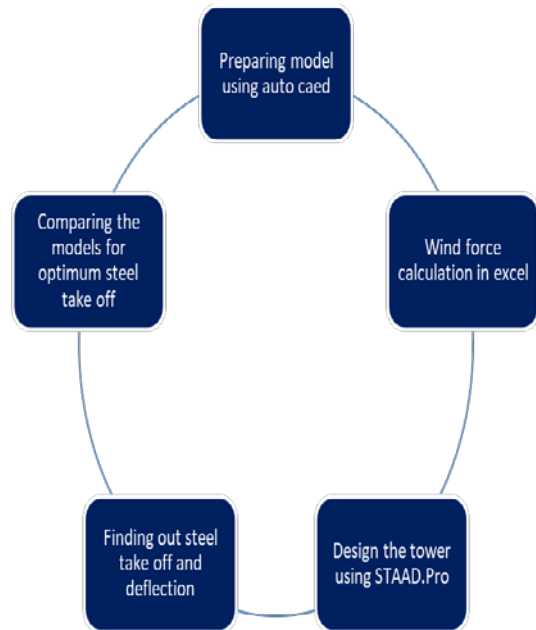 Preparing model
using auto caed
Wind force
calculation in excel
Design the tower
using STAAD.Pro
Finding out steel
take off and
deflection
Comparing the
models for
optimum steel
take off